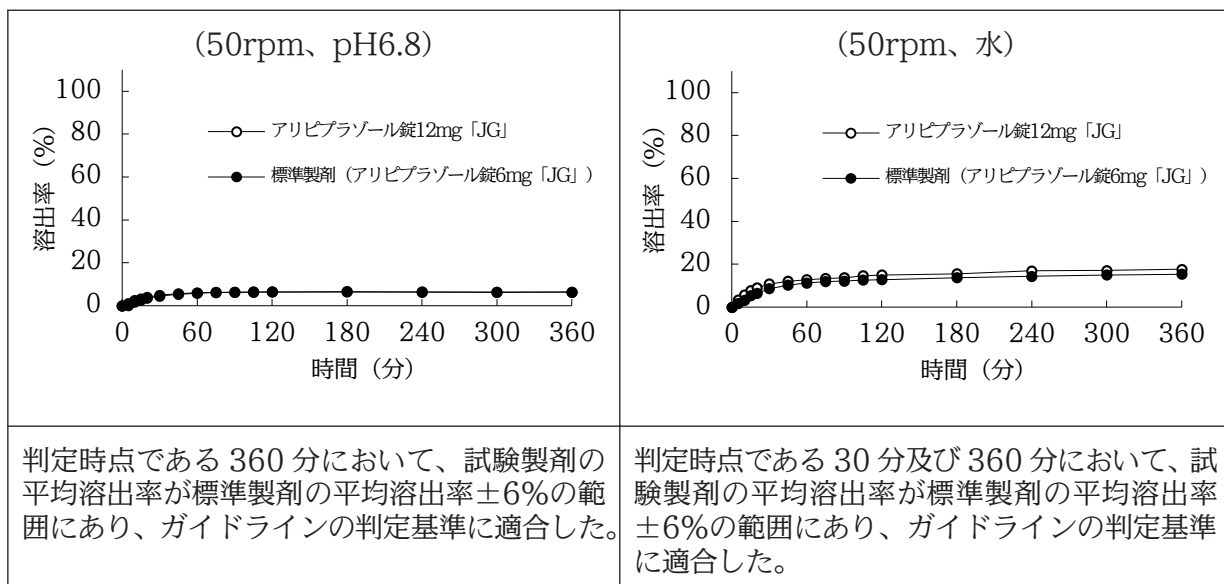 (50rpm、pH6.8)
100
80
60
40
20
0
溶出率（%）
アリピプラゾール錠12mg「JG」
標準製剤（アリピプラゾール錠6mg「JG」）
0 60 120 180 240 300 360
時間（分）
判定時点である 360 分において、試験製剤の
平均溶出率が標準製剤の平均溶出率±6%の範
囲にあり、ガイドラインの判定基準に適合した。
(50rpm、水)
100
80
60
40
20
0
溶出率（%）
アリピプラゾール錠12mg「JG」
標準製剤（アリピプラゾール錠6mg「JG」）
0 60 120 180 240 300 360
時間（分）
判定時点である 30 分及び 360 分において、試
験製剤の平均溶出率が標準製剤の平均溶出率
±6%の範囲にあり、ガイドラインの判定基準
に適合した。